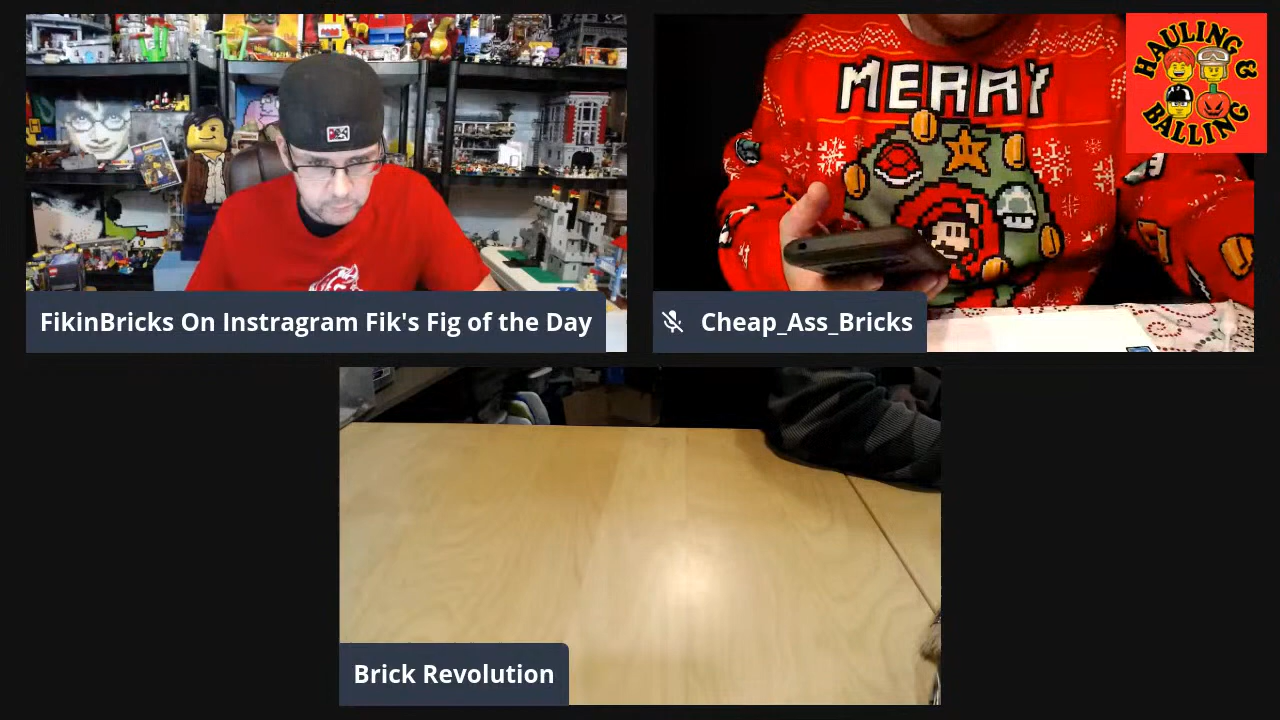 HAULING &
BALLING
MERRY
FikinBricks On Instragram Fik's Fig of the Day
Cheap_Ass_Bricks
Brick Revolution